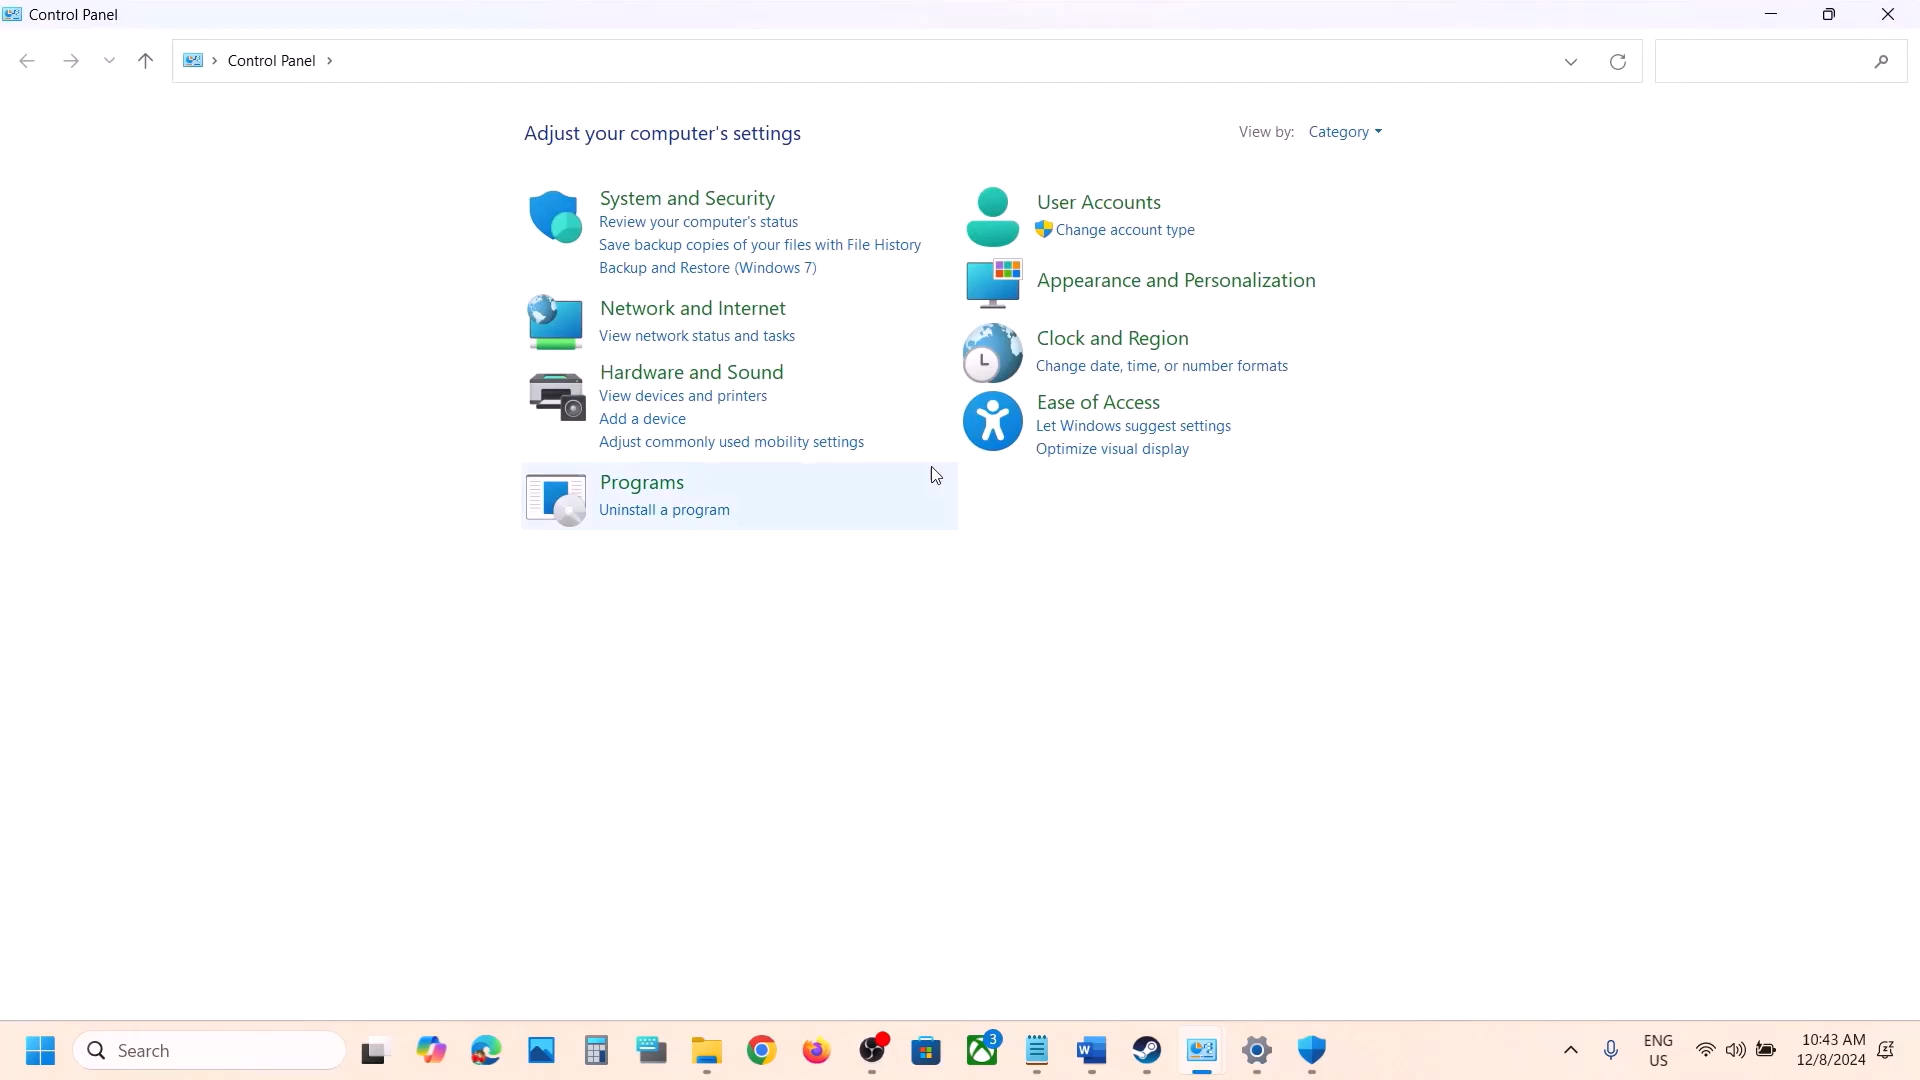 Control Panel
Control Panel
Adjust your computer's settings
View by: Category
System and Security
Review your computer's status
Save backup copies of your files with File History
Backup and Restore (Windows 7)
Network and Internet
View network status and tasks
Hardware and Sound
View devices and printers
Add a device
Adjust commonly used mobility settings
Programs
Uninstall a program
User Accounts
Change account type
Appearance and Personalization
Clock and Region
Change date, time, or number formats
Ease of Access
Let Windows suggest settings
Optimize visual display
Search
3
W
ENG
US
10:43 AM
12/8/2024